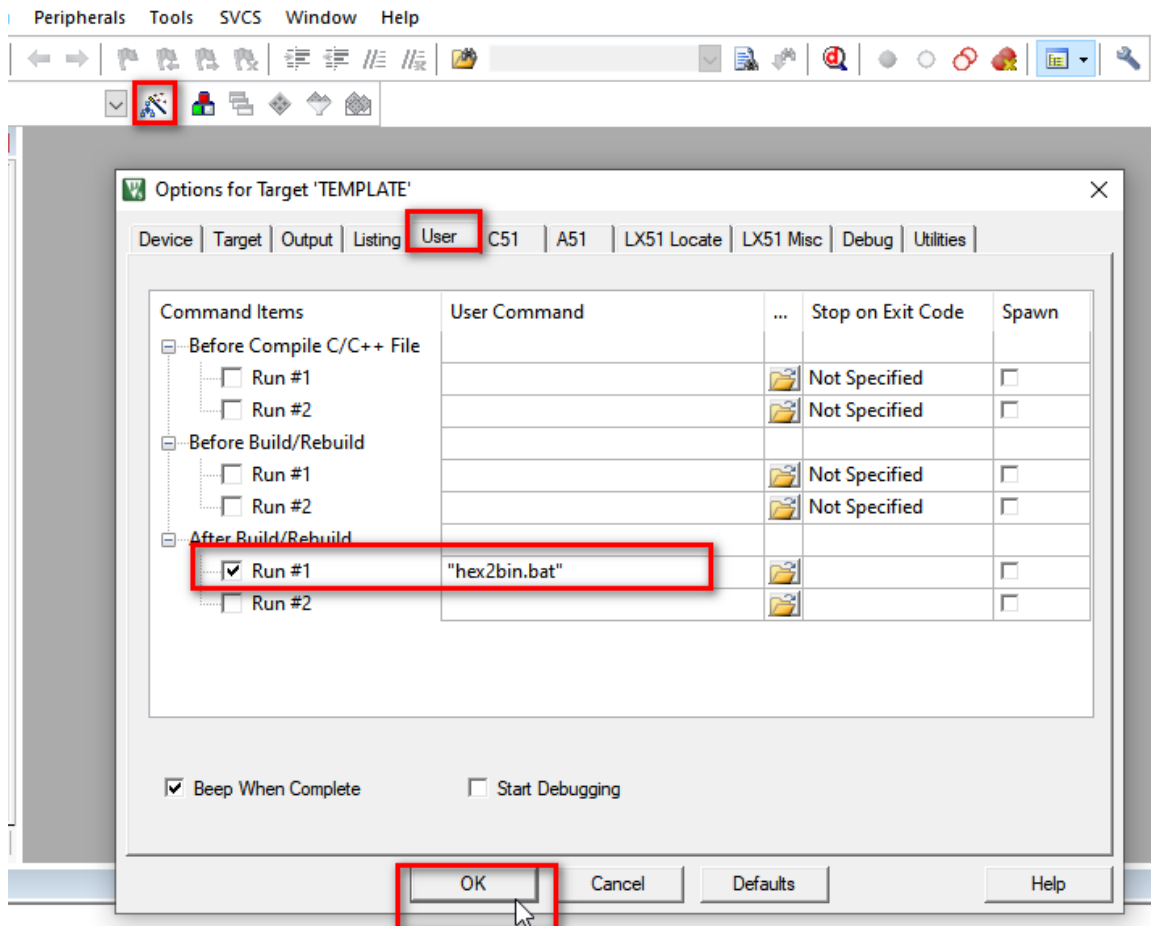 Peripherals Tools SVCS Window Help
Options for Target 'TEMPLATE'
Device Target Output Listing User C51 A51 LX51 Locate LX51 Misc Debug Utilities
Command Items User Command ... Stop on Exit Code Spawn
Before Compile C/C++ File
Run #1 Not Specified
Run #2 Not Specified
Before Build/Rebuild
Run #1 Not Specified
Run #2 Not Specified
After Build/Rebuild
Run #1 "hex2bin.bat"
Run #2
Beep When Complete Start Debugging
OK Cancel Defaults Help